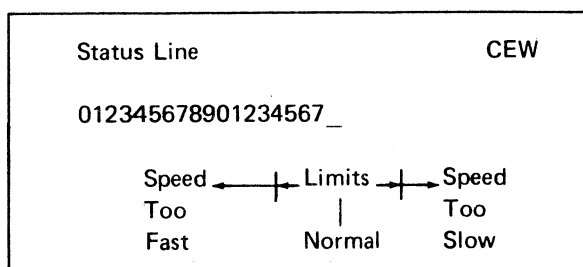 Status Line CEW
012345678901234567_
Speed Limits Speed
Too Too
Fast Normal Slow